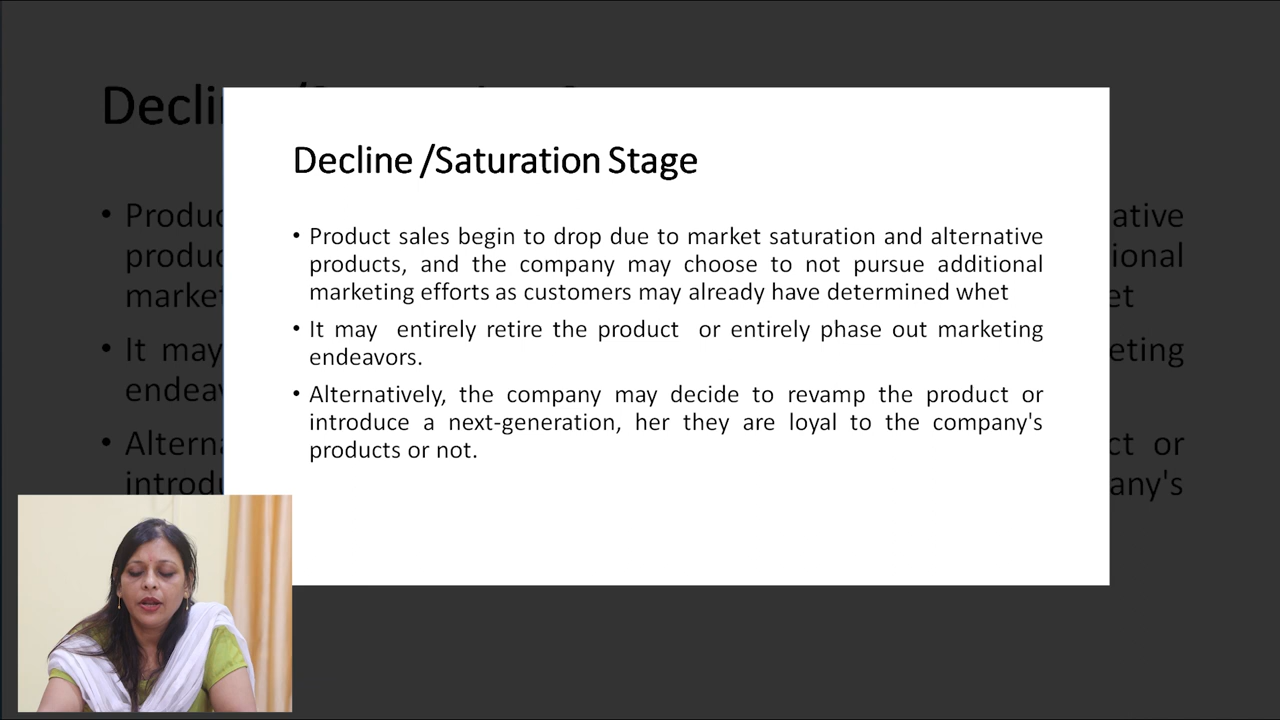 Decline /Saturation Stage
• Product sales begin to drop due to market saturation and alternative
products, and the company may choose to not pursue additional
marketing efforts as customers may already have determined whet
• It may entirely retire the product or entirely phase out marketing
endeavors.
• Alternatively, the company may decide to revamp the product or
introduce a next-generation, her they are loyal to the company's
products or not.